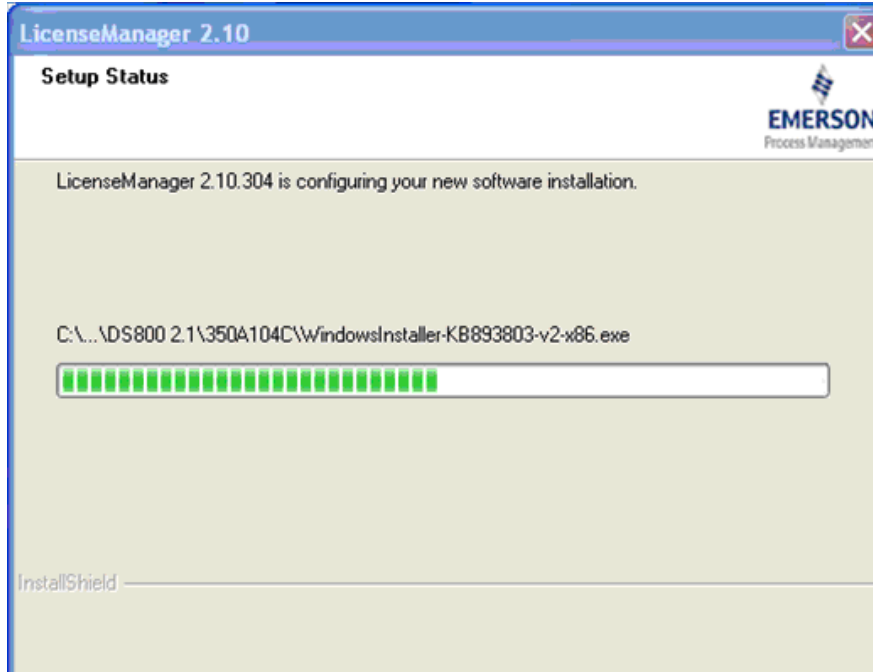 LicenseManager 2.10
Setup Status
EMERSON
Process Managemen
LicenseManager 2.10.304 is configuring your new software installation.
C:\...\DS800 2.1\350A104C\WindowsInstaller-KB893803-v2-x86.exe
InstallShield